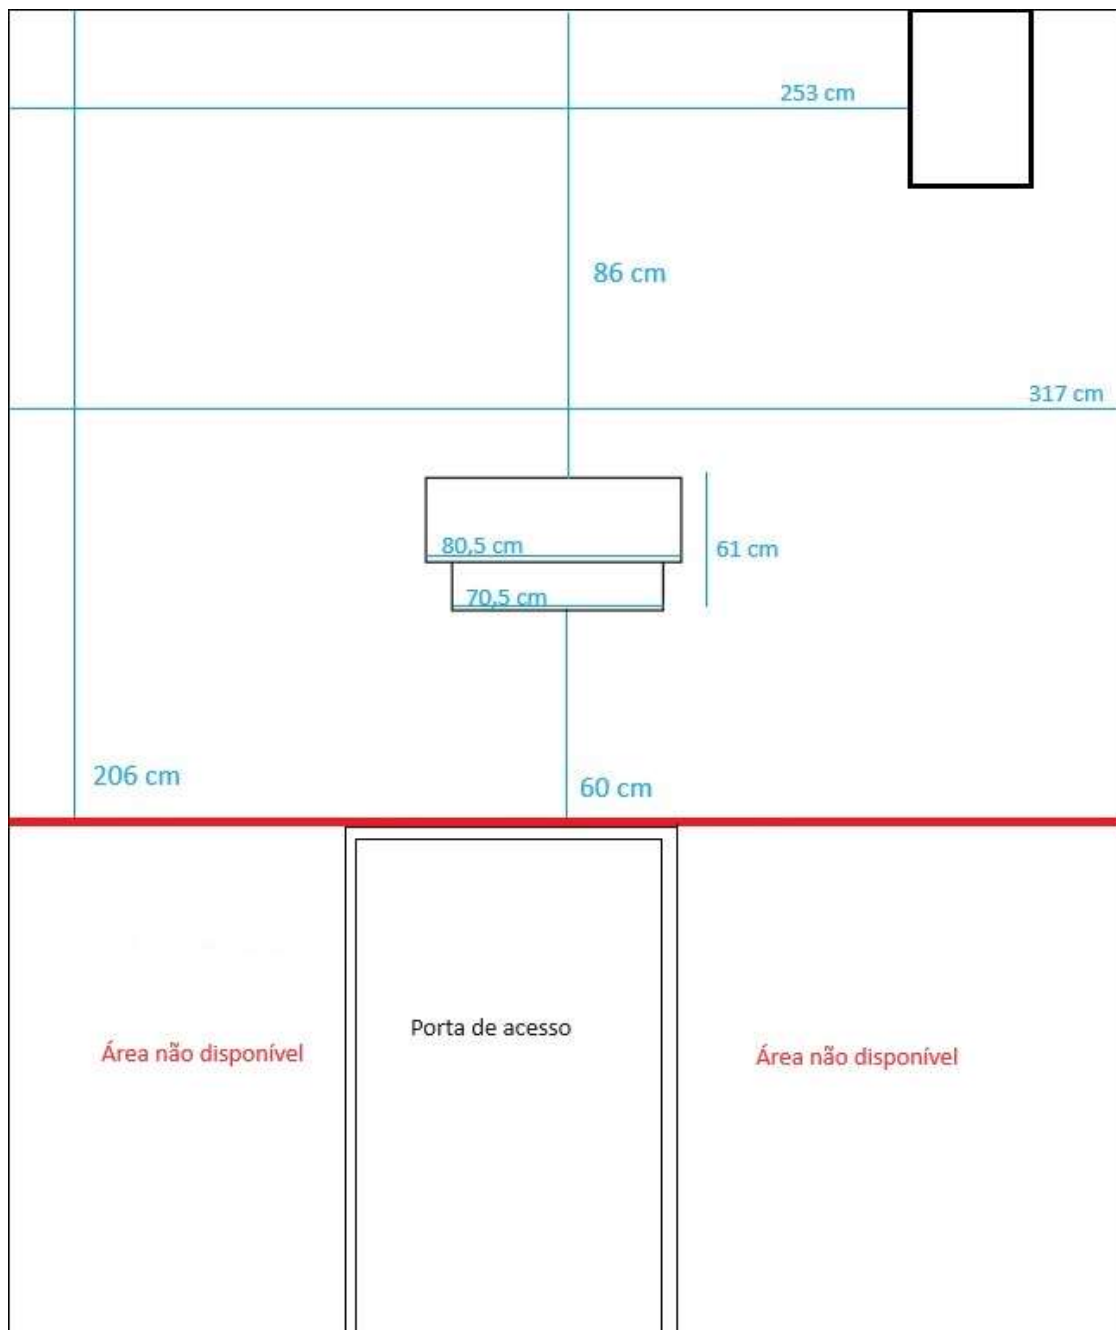 253 cm
86 cm
317 cm
80,5 cm
61 cm
70,5 cm
206 cm
60 cm
Porta de acesso
Área não disponível
Área não disponível